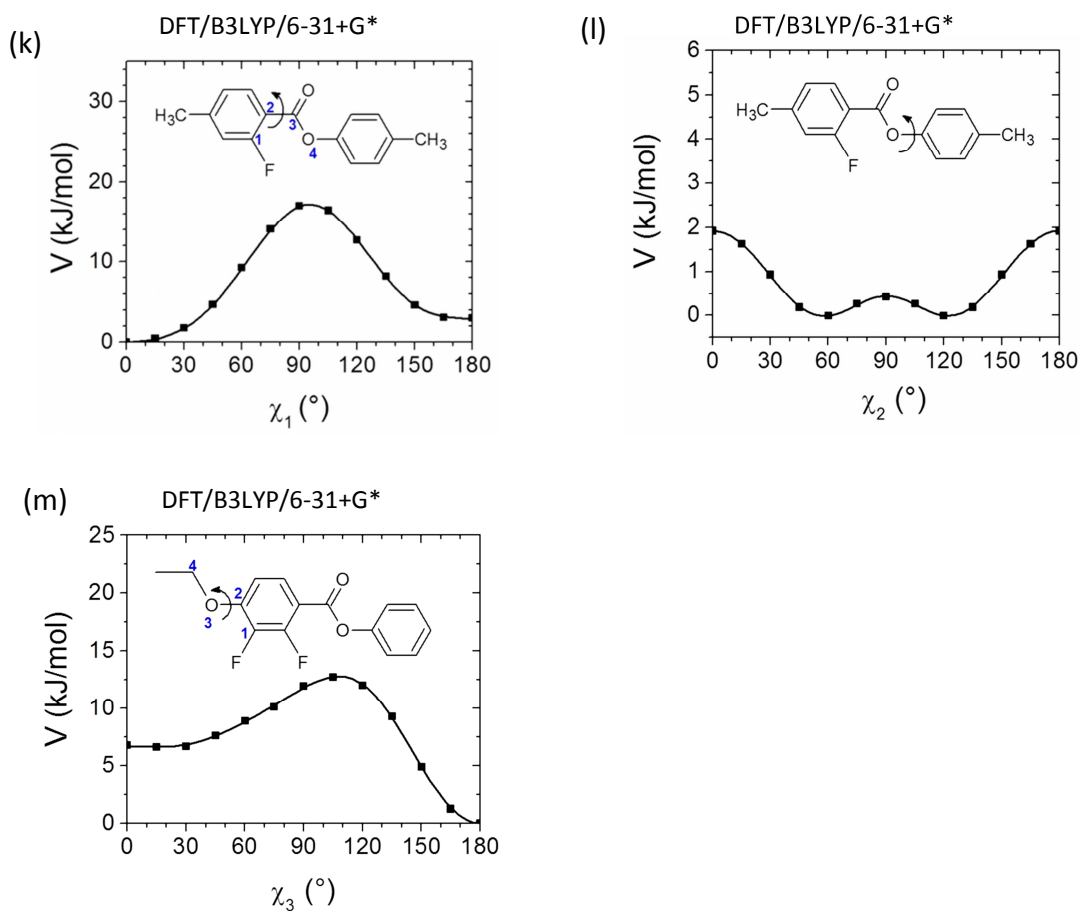 (k) DFT/B3LYP/6-31+G*
V (kJ/mol)
30
20
10
0
0 30 60 90 120 150 180
χ1 (°)
H3C
O
CH3
O
F
1
2
3
4
(l) DFT/B3LYP/6-31+G*
V (kJ/mol)
6
5
4
3
2
1
0
0 30 60 90 120 150 180
χ2 (°)
H3C
O
O
CH3
F
(m) DFT/B3LYP/6-31+G*
V (kJ/mol)
25
20
15
10
5
0
0 30 60 90 120 150 180
χ3 (°)
4
O
3
2
1
F
F
O
O